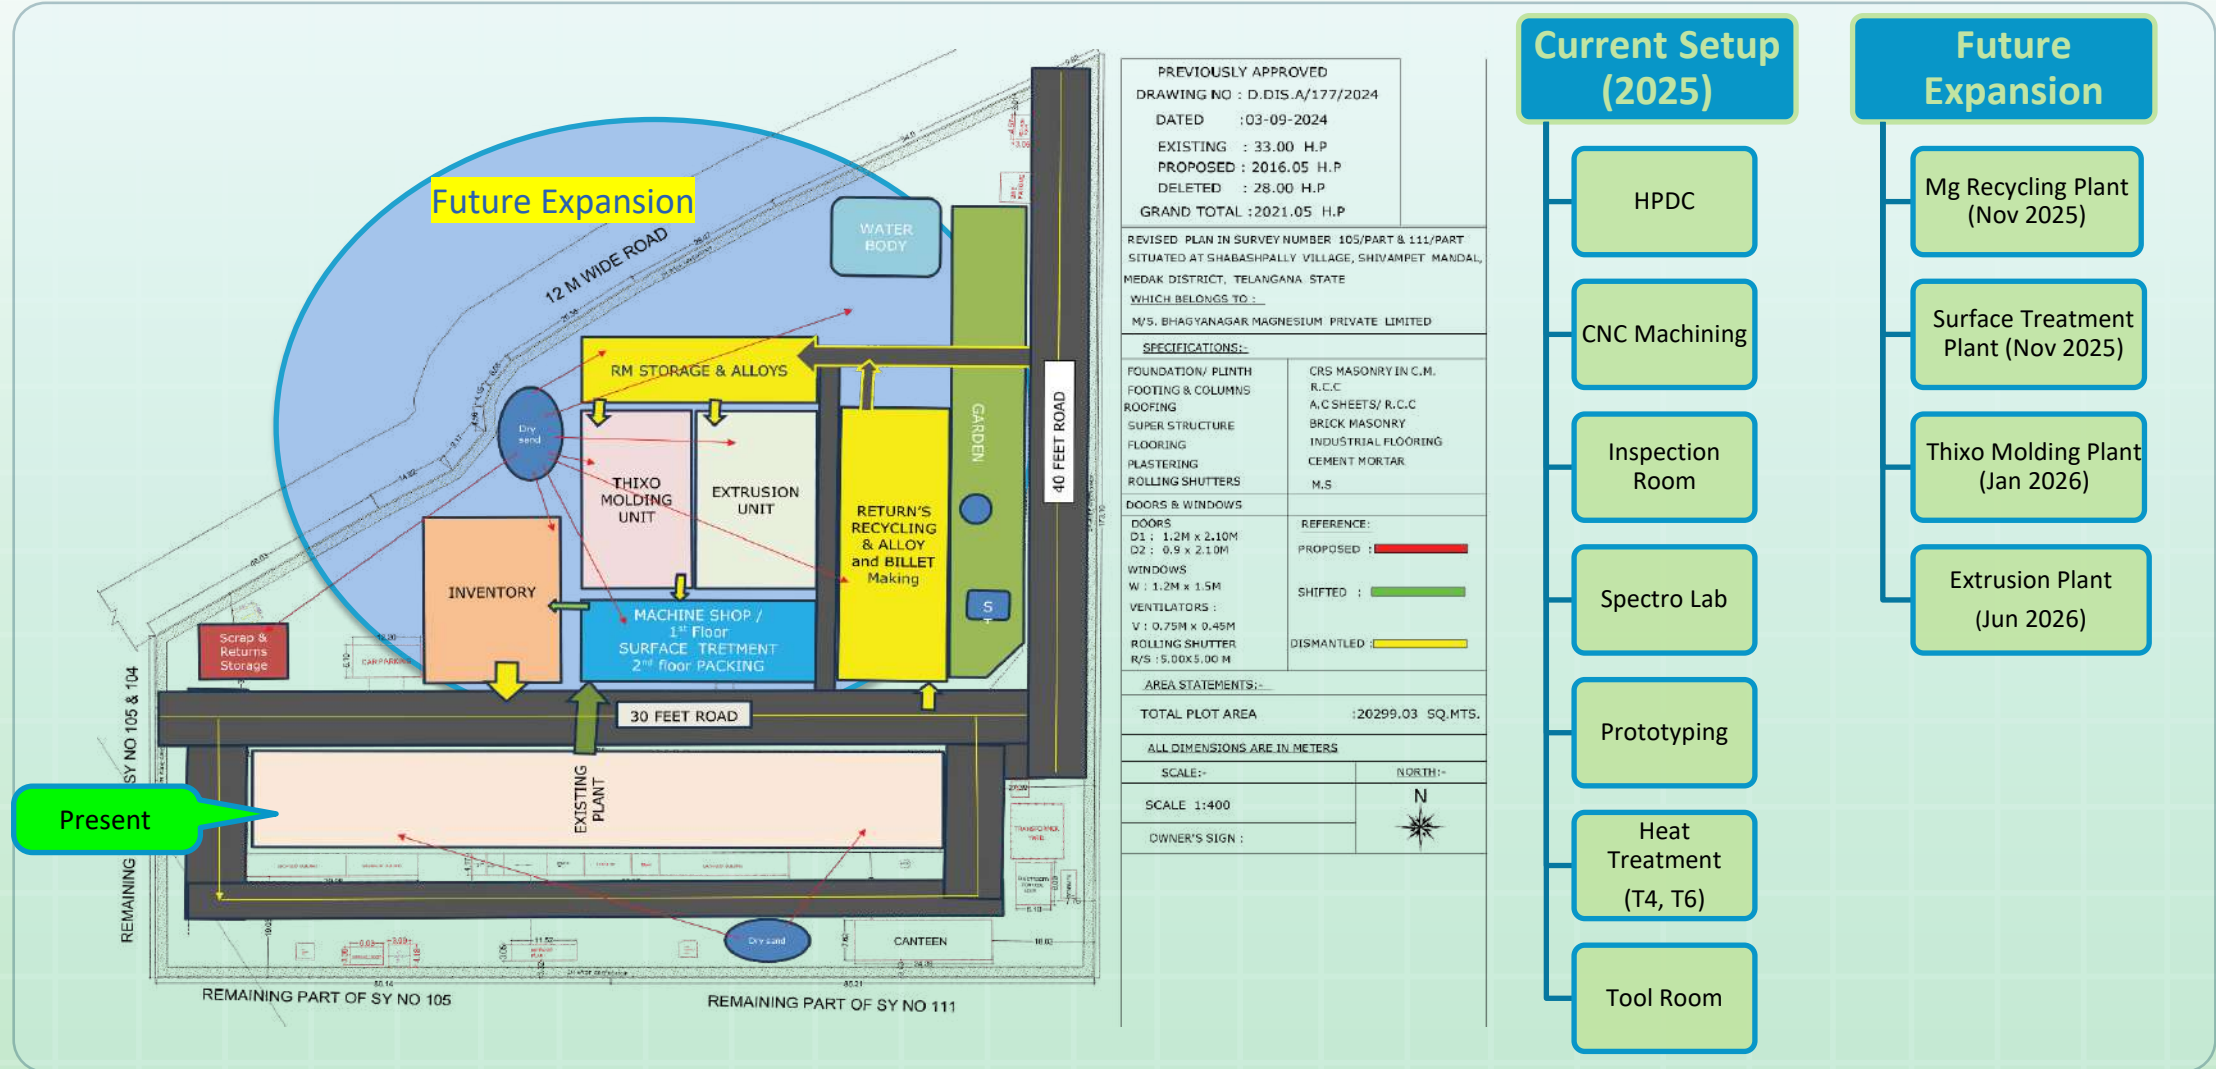 Future Expansion
12 M WIDE ROAD
WATER
BODY
RM STORAGE & ALLOYS
Dry
sand
THIXO
MOLDING
UNIT
EXTRUSION
UNIT
RETURN'S
RECYCLING
& ALLOY
and BILLET
Making
GARDEN
40 FEET ROAD
INVENTORY
MACHINE SHOP /
1st Floor
SURFACE TRETMENT
2nd floor PACKING
Scrap &
Returns
Storage
CAR PARKING
30 FEET ROAD
EXISTING
PLANT
Present
Dry sand
CANTEEN
REMAINING PART OF SY NO 105
REMAINING PART OF SY NO 111
REMAINING
SY NO 105 & 104
PREVIOUSLY APPROVED
DRAWING NO : D.DIS.A/177/2024
DATED :03-09-2024
EXISTING : 33.00 H.P
PROPOSED : 2016.05 H.P
DELETED : 28.00 H.P
GRAND TOTAL :2021.05 H.P
REVISED PLAN IN SURVEY NUMBER 105/PART & 111/PART
SITUATED AT SHABASHPALLY VILLAGE, SHIVAMPET MANDAL,
MEDAK DISTRICT, TELANGANA STATE
WHICH BELONGS TO :
M/S. BHAGYANAGAR MAGNESIUM PRIVATE LIMITED
SPECIFICATIONS:-
FOUNDATION/ PLINTH CRS MASONRY IN C.M.
FOOTING & COLUMNS R.C.C
ROOFING A.C SHEETS/ R.C.C
SUPER STRUCTURE BRICK MASONRY
FLOORING INDUSTRIAL FLOORING
PLASTERING CEMENT MORTAR
ROLLING SHUTTERS M.S
DOORS & WINDOWS
DOORS
D1 : 1.2M x 2.10M
D2 : 0.9 x 2.10M
WINDOWS
W : 1.2M x 1.5M
VENTILATORS :
V : 0.75M x 0.45M
ROLLING SHUTTER
R/S :5.00X5.00 M
REFERENCE:
PROPOSED :
SHIFTED :
DISMANTLED :
AREA STATEMENTS:-
TOTAL PLOT AREA :20299.03 SQ.MTS.
ALL DIMENSIONS ARE IN METERS
SCALE:- NORTH:-
SCALE 1:400
N
OWNER'S SIGN :
Current Setup
(2025)
HPDC
CNC Machining
Inspection
Room
Spectro Lab
Prototyping
Heat
Treatment
(T4, T6)
Tool Room
Future
Expansion
Mg Recycling Plant
(Nov 2025)
Surface Treatment
Plant (Nov 2025)
Thixo Molding Plant
(Jan 2026)
Extrusion Plant
(Jun 2026)